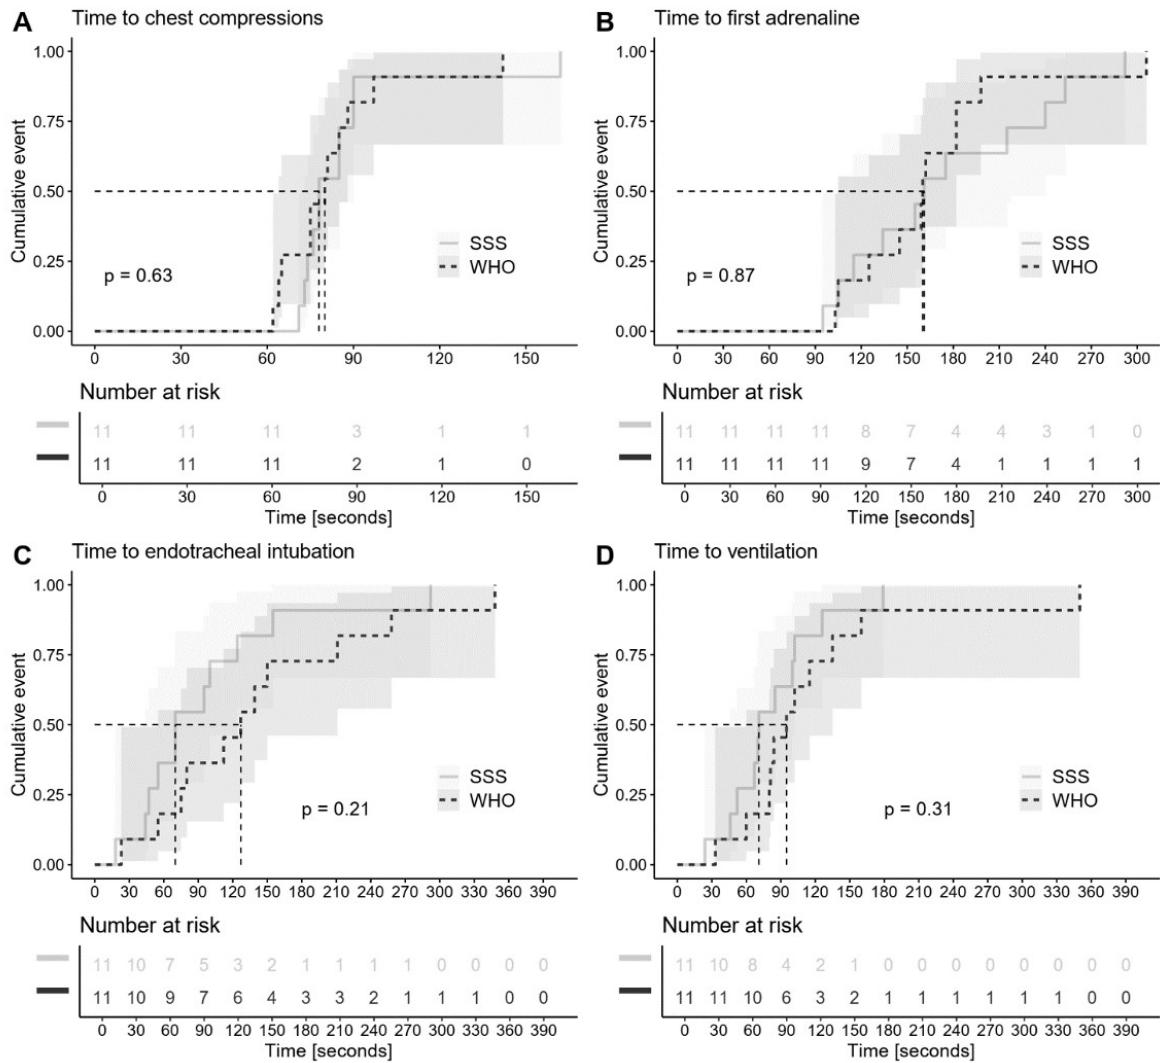 A Time to chest compressions
1.00
0.75
0.50
0.25
0.00
Cumulative event
p = 0.63
SSS
WHO
0 30 60 90 120 150
Number at risk
11 11 11 3 1 1
11 11 11 2 1 0
0 30 60 90 120 150
Time [seconds]
B Time to first adrenaline
1.00
0.75
0.50
0.25
0.00
Cumulative event
p = 0.87
SSS
WHO
0 30 60 90 120 150 180 210 240 270 300
Number at risk
11 11 11 11 8 7 4 4 3 1 0
11 11 11 11 9 7 4 1 1 1 1
0 30 60 90 120 150 180 210 240 270 300
Time [seconds]
C Time to endotracheal intubation
1.00
0.75
0.50
0.25
0.00
Cumulative event
SSS
WHO
p = 0.21
0 30 60 90 120 150 180 210 240 270 300 330 360 390
Number at risk
11 10 7 5 3 2 1 1 1 1 0 0 0 0
11 10 9 7 6 4 3 3 2 1 1 1 0 0
0 30 60 90 120 150 180 210 240 270 300 330 360 390
Time [seconds]
D Time to ventilation
1.00
0.75
0.50
0.25
0.00
Cumulative event
SSS
WHO
p = 0.31
0 30 60 90 120 150 180 210 240 270 300 330 360 390
Number at risk
11 10 8 4 2 1 0 0 0 0 0 0 0 0
11 11 10 6 3 2 1 1 1 1 1 1 0 0
0 30 60 90 120 150 180 210 240 270 300 330 360 390
Time [seconds]